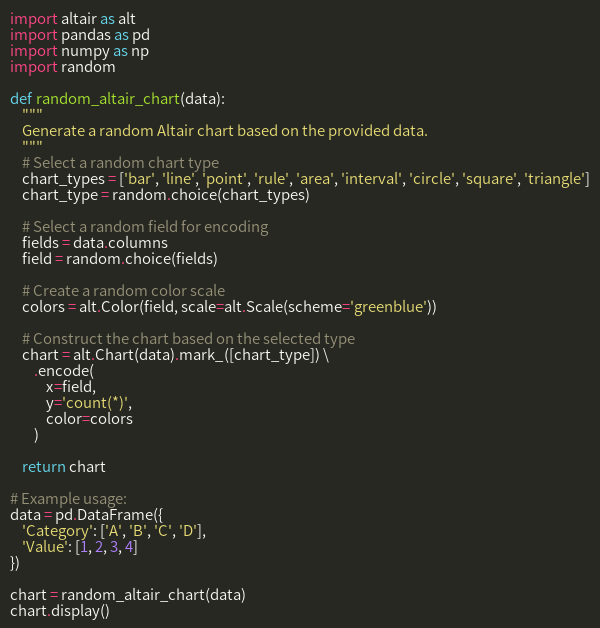 import altair as alt
import pandas as pd
import numpy as np
import random

def random_altair_chart(data):
    """
    Generate a random Altair chart based on the provided data.
    """
    # Select a random chart type
    chart_types = ['bar', 'line', 'point', 'rule', 'area', 'interval', 'circle', 'square', 'triangle']
    chart_type = random.choice(chart_types)

    # Select a random field for encoding
    fields = data.columns
    field = random.choice(fields)

    # Create a random color scale
    colors = alt.Color(field, scale=alt.Scale(scheme='greenblue'))

    # Construct the chart based on the selected type
    chart = alt.Chart(data).mark_([chart_type]) \
        .encode(
            x=field,
            y='count(*)',
            color=colors
        )

    return chart

# Example usage:
data = pd.DataFrame({
    'Category': ['A', 'B', 'C', 'D'],
    'Value': [1, 2, 3, 4]
})

chart = random_altair_chart(data)
chart.display()